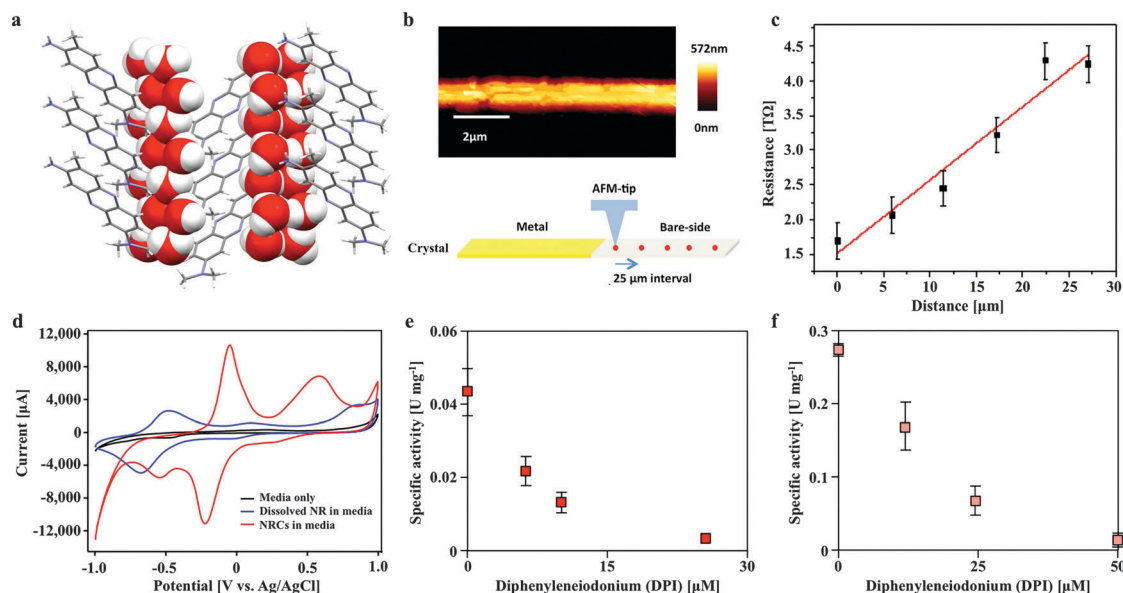 a
b
572nm
0nm
2μm
AFM-tip
Metal
Bare-side
Crystal
25 μm interval
c
4.5
4.0
3.5
3.0
2.5
2.0
1.5
Resistance [TΩ]
0 5 10 15 20 25 30
Distance [μm]
d
12,000
8,000
4,000
0
-4,000
-8,000
-12,000
Current [μA]
Media only
Dissolved NR in media
NRCs in media
-1.0 -0.5 0 0.5 1.0
Potential [V vs. Ag/AgCl]
e
0.06
0.04
0.02
0
Specific activity [U mg⁻¹]
0 15 30
Diphenyleneiodonium (DPI) [μM]
f
0.3
0.2
0.1
0
Specific activity [U mg⁻¹]
0 25 50
Diphenyleneiodonium (DPI) [μM]